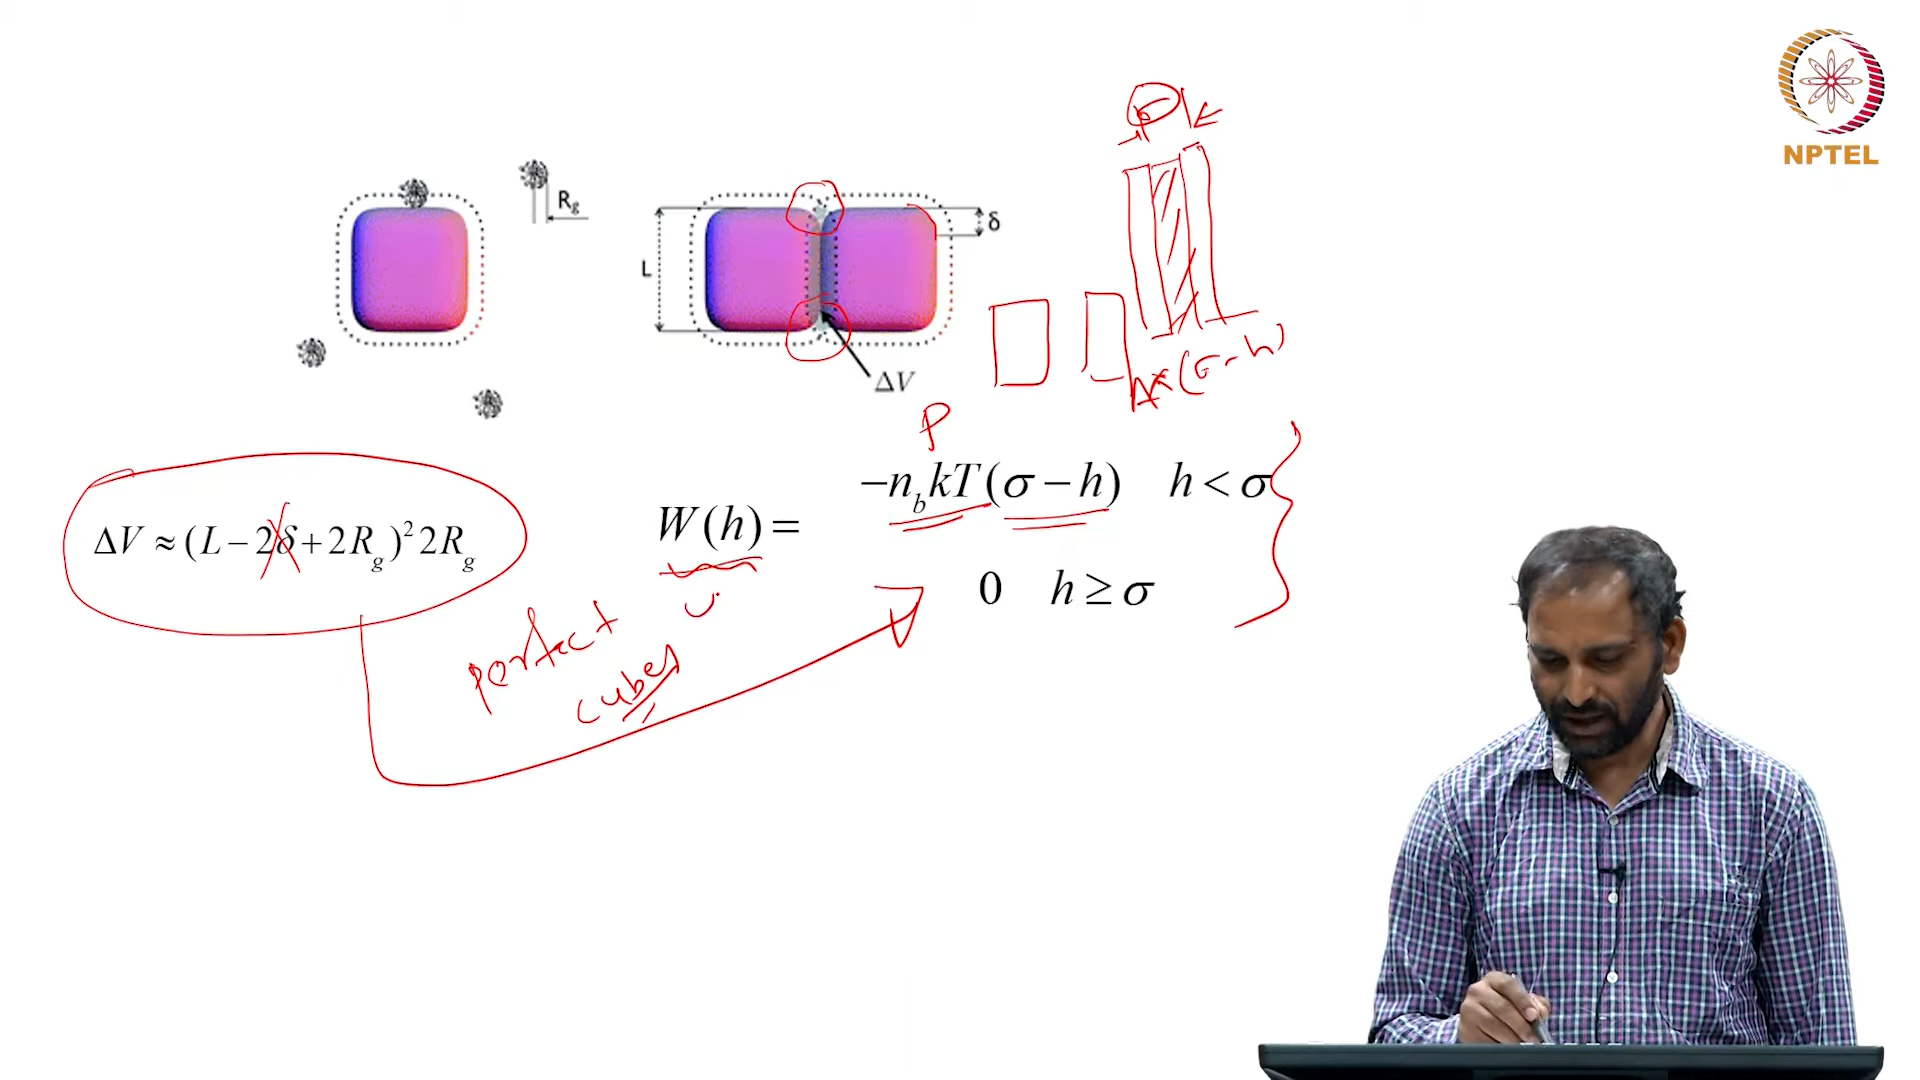 NPTEL
R_g
L
δ
ΔV
A × (σ - h)
P
-n_b kT(σ - h)  h < σ
W(h) =
0  h ≥ σ
ΔV ≈ (L - 2δ + 2R_g)² 2R_g
perfect
cubes